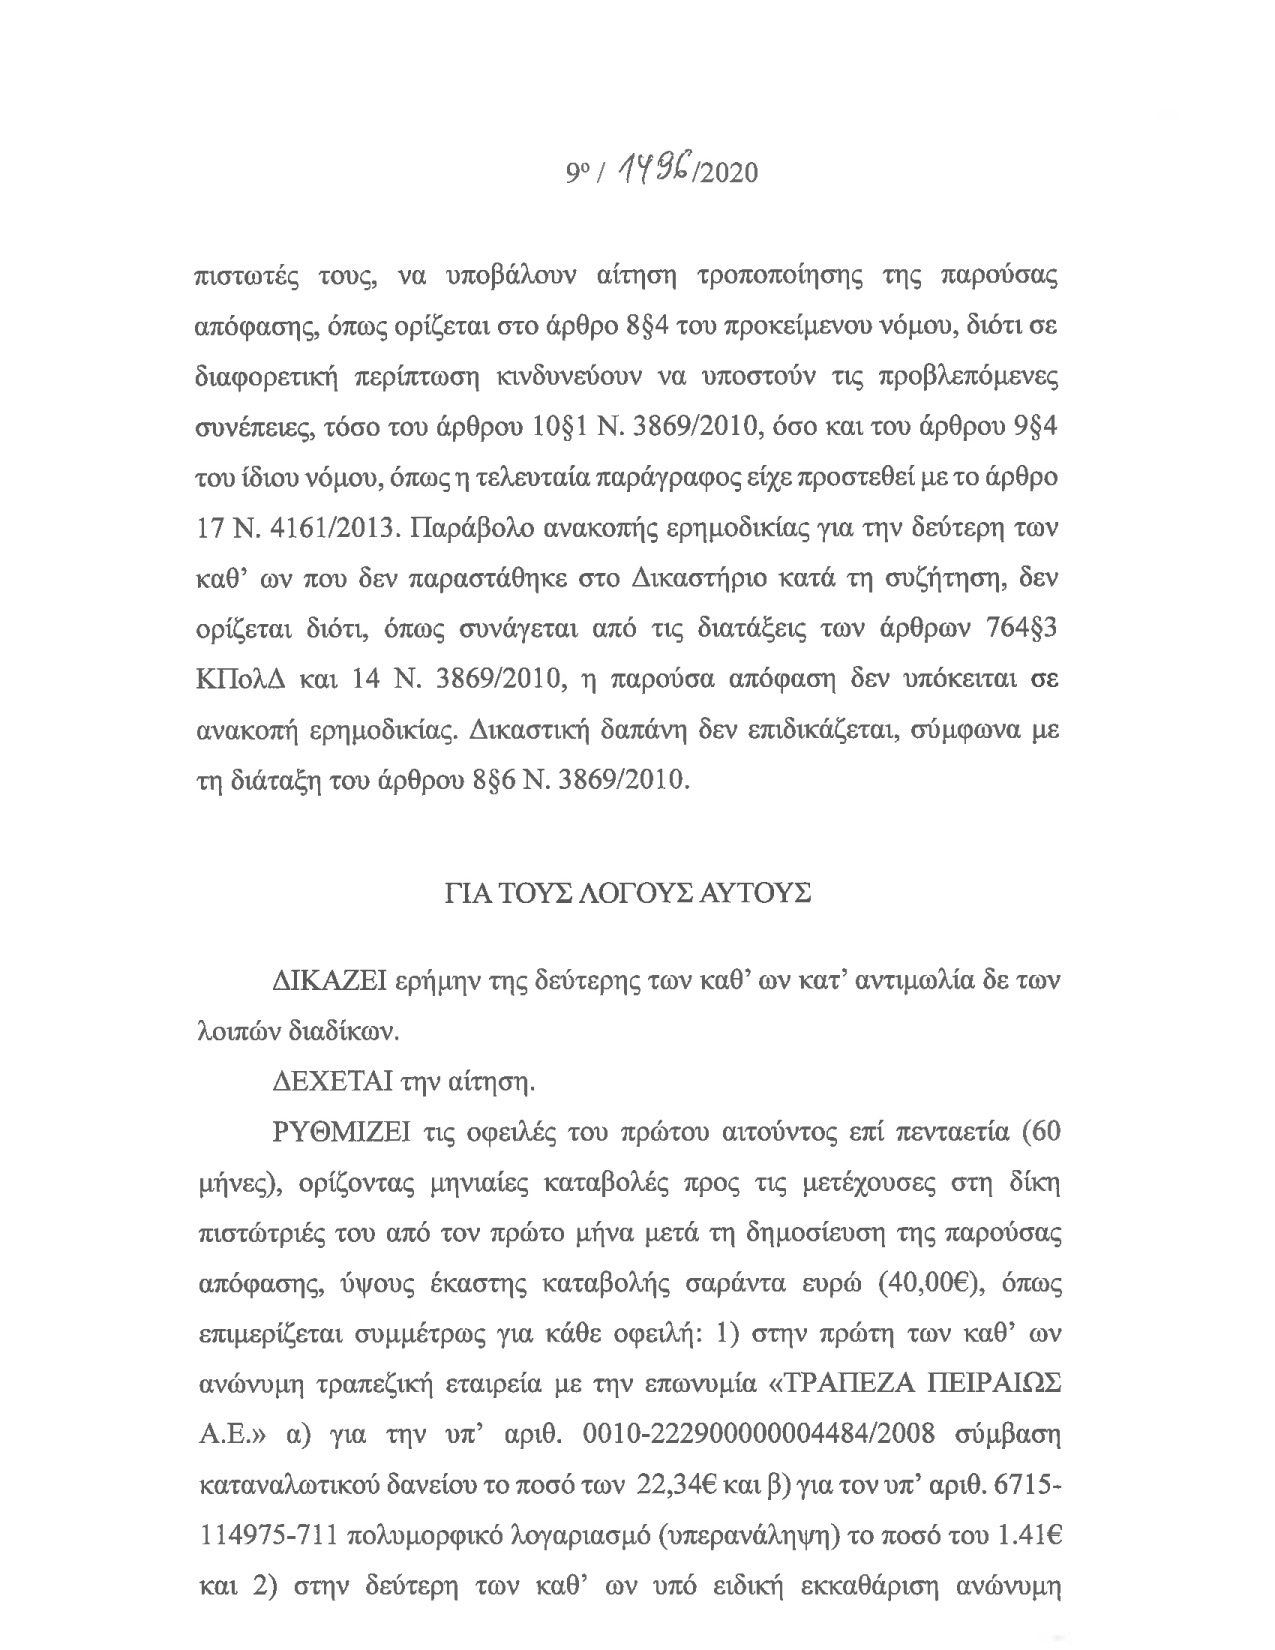 9º / 1496/2020
πιστωτές τους, να υποβάλουν αίτηση τροποποίησης της παρούσας
απόφασης, όπως ορίζεται στο άρθρο 8§4 του προκείμενου νόμου, διότι σε
διαφορετική περίπτωση κινδυνεύουν να υποστούν τις προβλεπόμενες
συνέπειες, τόσο του άρθρου 10§1 Ν. 3869/2010, όσο και του άρθρου 9§4
του ίδιου νόμου, όπως η τελευταία παράγραφος είχε προστεθεί με το άρθρο
17 Ν. 4161/2013. Παράβολο ανακοπής ερημοδικίας για την δεύτερη των
καθ’ ων που δεν παραστάθηκε στο Δικαστήριο κατά τη συζήτηση, δεν
ορίζεται διότι, όπως συνάγεται από τις διατάξεις των άρθρων 764§3
ΚΠολΔ και 14 Ν. 3869/2010, η παρούσα απόφαση δεν υπόκειται σε
ανακοπή ερημοδικίας. Δικαστική δαπάνη δεν επιδικάζεται, σύμφωνα με
τη διάταξη του άρθρου 8§6 Ν. 3869/2010.
ΓΙΑ ΤΟΥΣ ΛΟΓΟΥΣ ΑΥΤΟΥΣ
ΔΙΚΑΖΕΙ ερήμην της δεύτερης των καθ’ ων κατ’ αντιμωλία δε των
λοιπών διαδίκων.
ΔΕΧΕΤΑΙ την αίτηση.
ΡΥΘΜΙΖΕΙ τις οφειλές του πρώτου αιτούντος επί πενταετία (60
μήνες), ορίζοντας μηνιαίες καταβολές προς τις μετέχουσες στη δίκη
πιστώτριές του από τον πρώτο μήνα μετά τη δημοσίευση της παρούσας
απόφασης, ύψους έκαστης καταβολής σαράντα ευρώ (40,00€), όπως
επιμερίζεται συμμέτρως για κάθε οφειλή: 1) στην πρώτη των καθ’ ων
ανώνυμη τραπεζική εταιρεία με την επωνυμία «ΤΡΑΠΕΖΑ ΠΕΙΡΑΙΩΣ
Α.Ε.» α) για την υπ’ αριθ. 0010-222900000004484/2008 σύμβαση
καταναλωτικού δανείου το ποσό των 22,34€ και β) για τον υπ’ αριθ. 6715-
114975-711 πολυμορφικό λογαριασμό (υπερανάληψη) το ποσό του 1.41€
και 2) στην δεύτερη των καθ’ ων υπό ειδική εκκαθάριση ανώνυμη